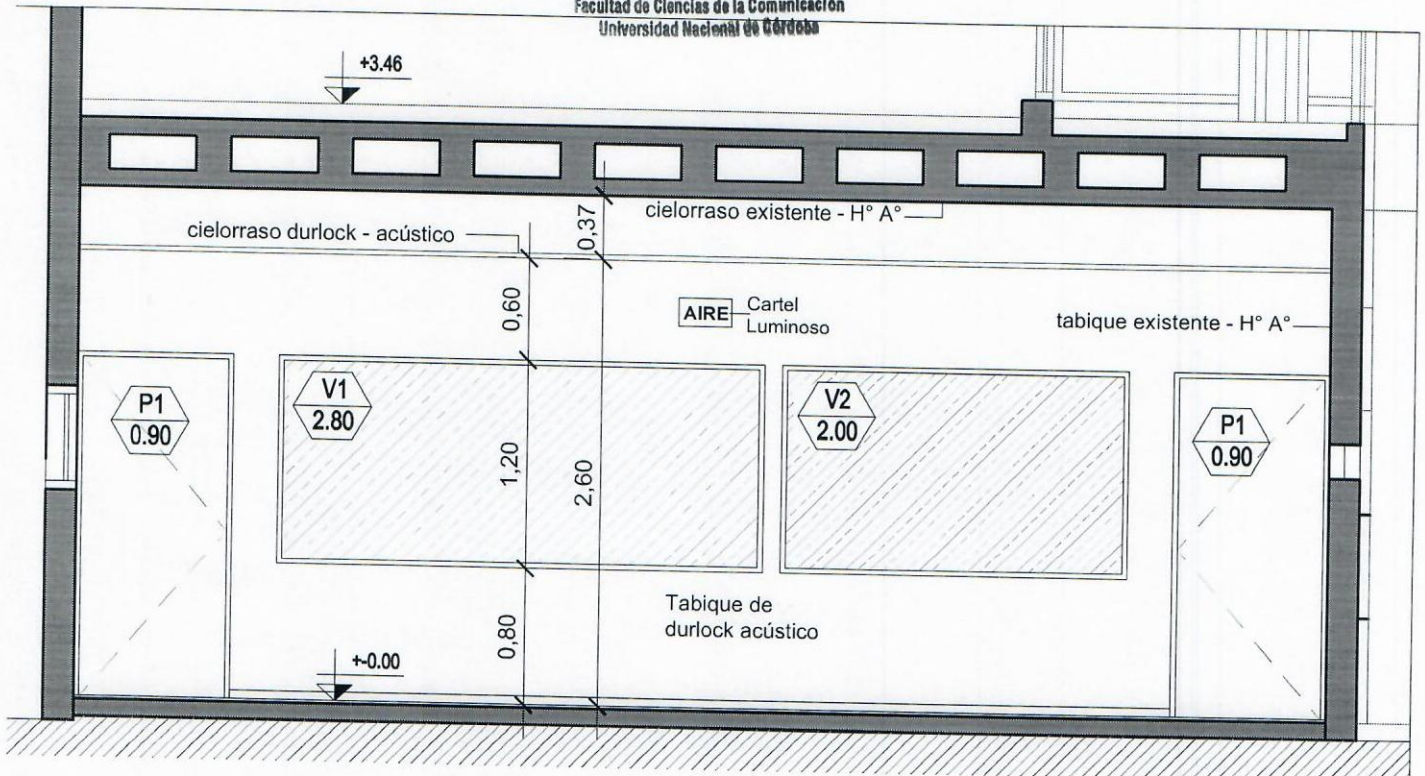 Facultad de Ciencias de la Comunicación
Universidad Nacional de Córdoba
+3.46
cielorraso existente - H° A°
0,37
cielorraso durlock - acústico
0,60
AIRE
Cartel
Luminoso
tabique existente - H° A°
P1
0.90
V1
2.80
V2
2.00
P1
0.90
1,20
2,60
Tabique de
durlock acústico
0,80
+-0.00